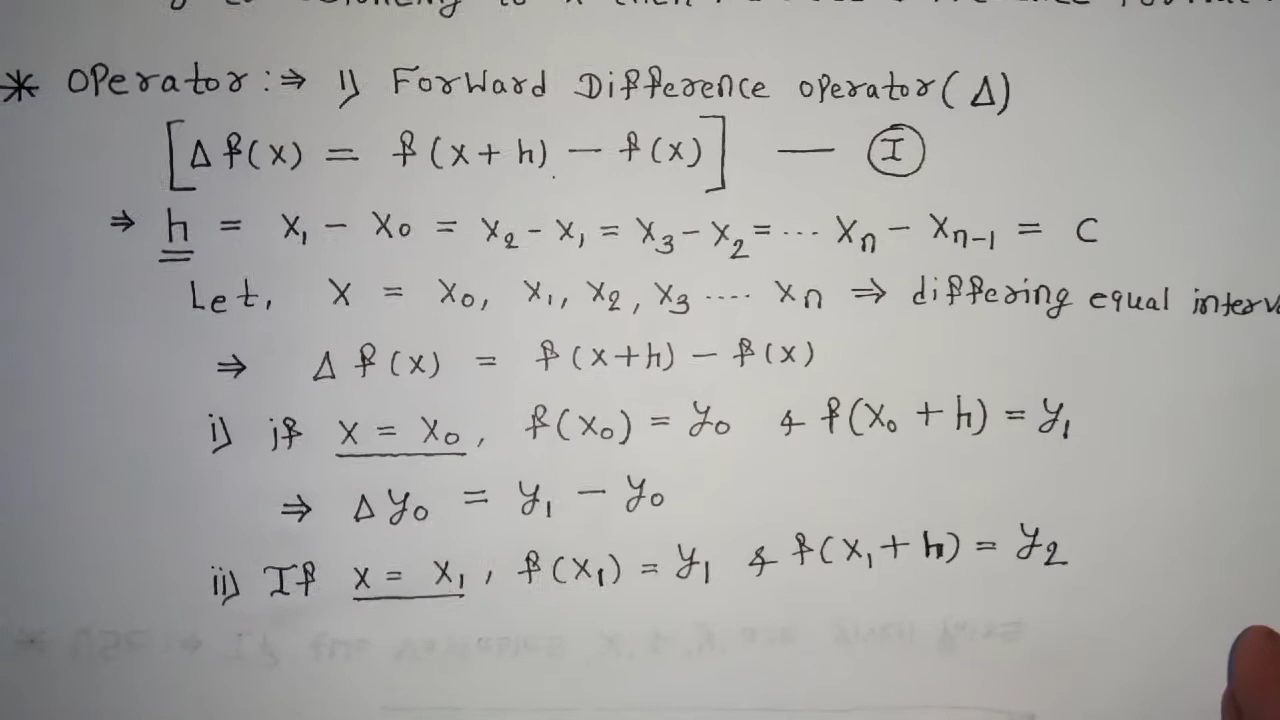 * Operator :⇒ 1) Forward Difference operator (Δ)
[Δ f(x) = f(x + h) - f(x)] — (I)
⇒ h = x₁ - x₀ = x₂ - x₁ = x₃ - x₂ = ... xₙ - xₙ₋₁ = c
Let, x = x₀, x₁, x₂, x₃ .... xₙ ⇒ differing equal interv
⇒ Δ f(x) = f(x+h) - f(x)
i) if x = x₀, f(x₀) = y₀ & f(x₀ + h) = y₁
⇒ Δy₀ = y₁ - y₀
ii) If x = x₁, f(x₁) = y₁ & f(x₁ + h) = y₂